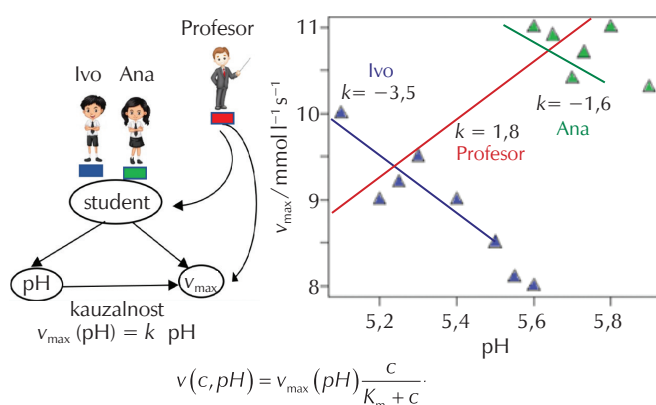 Profesor
Ivo Ana
student
pH
vmax
kauzalnost
vmax (pH) = k pH
vmax / mmol l⁻¹ s⁻¹
11
10
9
8
5,2 5,4 5,6 5,8
pH
Ivo
k= −3,5
k = 1,8
Profesor
k= −1,6
Ana
v(c, pH) = vmax (pH) c / (Km + c) ·